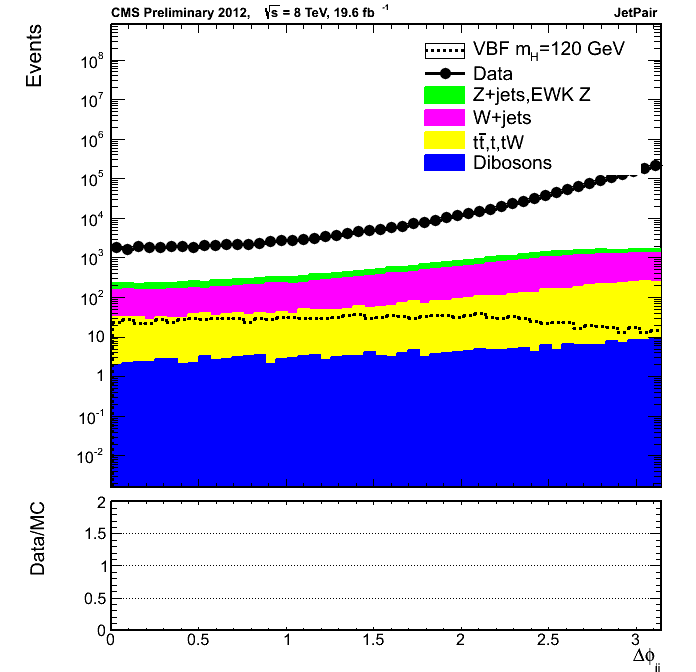 CMS Preliminary 2012, √s = 8 TeV, 19.6 fb⁻¹ JetPair
Events
VBF m_H=120 GeV
Data
Z+jets,EWK Z
W+jets
tt̅,t,tW
Dibosons
10⁸
10⁷
10⁶
10⁵
10⁴
10³
10²
10
1
10⁻¹
10⁻²
Data/MC
2
1.5
1
0.5
0
0 0.5 1 1.5 2 2.5 3
Δϕ_jj